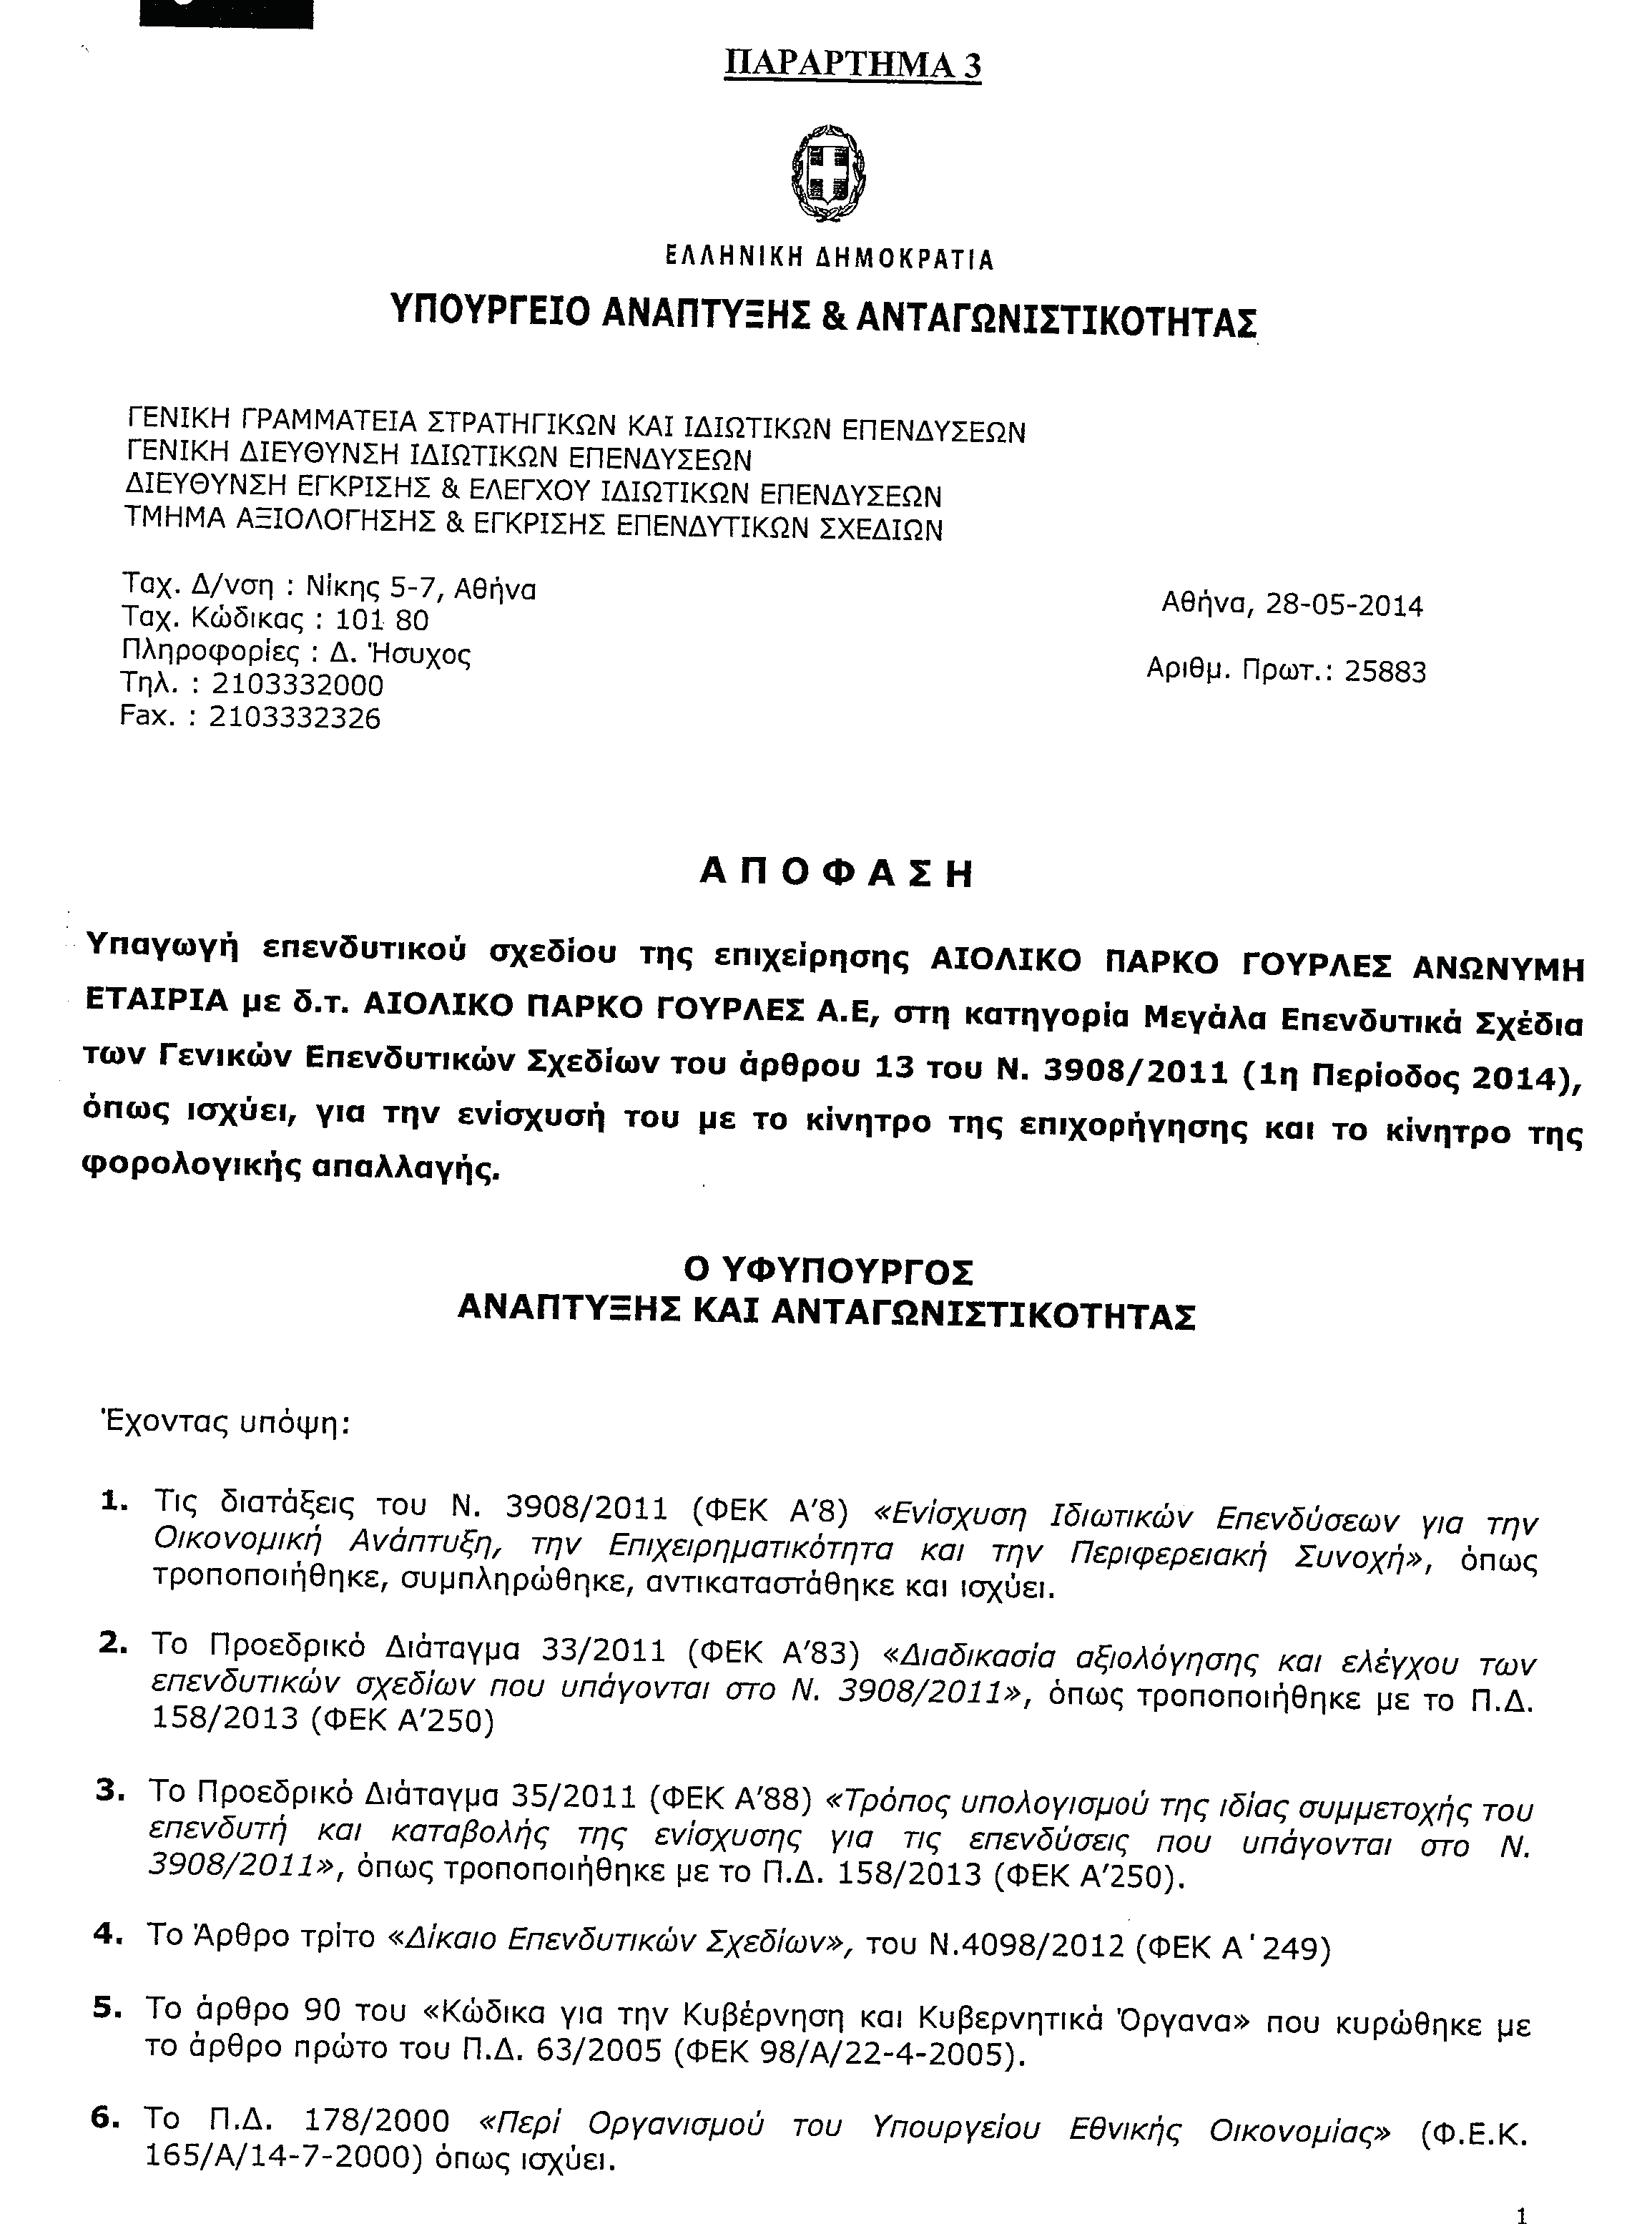 ΠΑΡΑΡΤΗΜΑ 3
ΕΛΛΗΝΙΚΗ ΔΗΜΟΚΡΑΤΙΑ
ΥΠΟΥΡΓΕΙΟ ΑΝΑΠΤΥΞΗΣ & ΑΝΤΑΓΩΝΙΣΤΙΚΟΤΗΤΑΣ
ΓΕΝΙΚΗ ΓΡΑΜΜΑΤΕΙΑ ΣΤΡΑΤΗΓΙΚΩΝ ΚΑΙ ΙΔΙΩΤΙΚΩΝ ΕΠΕΝΔΥΣΕΩΝ
ΓΕΝΙΚΗ ΔΙΕΥΘΥΝΣΗ ΙΔΙΩΤΙΚΩΝ ΕΠΕΝΔΥΣΕΩΝ
ΔΙΕΥΘΥΝΣΗ ΕΓΚΡΙΣΗΣ & ΕΛΕΓΧΟΥ ΙΔΙΩΤΙΚΩΝ ΕΠΕΝΔΥΣΕΩΝ
ΤΜΗΜΑ ΑΞΙΟΛΟΓΗΣΗΣ & ΕΓΚΡΙΣΗΣ ΕΠΕΝΔΥΤΙΚΩΝ ΣΧΕΔΙΩΝ
Ταχ. Δ/νση : Νίκης 5-7, Αθήνα
Ταχ. Κώδικας : 101 80
Πληροφορίες : Δ. Ήσυχος
Τηλ. : 2103332000
Fax. : 2103332326
Αθήνα, 28-05-2014
Αριθμ. Πρωτ.: 25883
Α Π Ο Φ Α Σ Η
Υπαγωγή επενδυτικού σχεδίου της επιχείρησης ΑΙΟΛΙΚΟ ΠΑΡΚΟ ΓΟΥΡΛΕΣ ΑΝΩΝΥΜΗ
ΕΤΑΙΡΙΑ με δ.τ. ΑΙΟΛΙΚΟ ΠΑΡΚΟ ΓΟΥΡΛΕΣ Α.Ε, στη κατηγορία Μεγάλα Επενδυτικά Σχέδια
των Γενικών Επενδυτικών Σχεδίων του άρθρου 13 του Ν. 3908/2011 (1η Περίοδος 2014),
όπως ισχύει, για την ενίσχυσή του με το κίνητρο της επιχορήγησης και το κίνητρο της
φορολογικής απαλλαγής.
Ο ΥΦΥΠΟΥΡΓΟΣ
ΑΝΑΠΤΥΞΗΣ ΚΑΙ ΑΝΤΑΓΩΝΙΣΤΙΚΟΤΗΤΑΣ
Έχοντας υπόψη:
1. Τις διατάξεις του Ν. 3908/2011 (ΦΕΚ Α'8) «Ενίσχυση Ιδιωτικών Επενδύσεων για την
Οικονομική Ανάπτυξη, την Επιχειρηματικότητα και την Περιφερειακή Συνοχή», όπως
τροποποιήθηκε, συμπληρώθηκε, αντικαταστάθηκε και ισχύει.
2. Το Προεδρικό Διάταγμα 33/2011 (ΦΕΚ Α'83) «Διαδικασία αξιολόγησης και ελέγχου των
επενδυτικών σχεδίων που υπάγονται στο Ν. 3908/2011», όπως τροποποιήθηκε με το Π.Δ.
158/2013 (ΦΕΚ Α'250)
3. Το Προεδρικό Διάταγμα 35/2011 (ΦΕΚ Α'88) «Τρόπος υπολογισμού της ιδίας συμμετοχής του
επενδυτή και καταβολής της ενίσχυσης για τις επενδύσεις που υπάγονται στο Ν.
3908/2011», όπως τροποποιήθηκε με το Π.Δ. 158/2013 (ΦΕΚ Α'250).
4. Το Άρθρο τρίτο «Δίκαιο Επενδυτικών Σχεδίων», του Ν.4098/2012 (ΦΕΚ Α΄249)
5. Το άρθρο 90 του «Κώδικα για την Κυβέρνηση και Κυβερνητικά Όργανα» που κυρώθηκε με
το άρθρο πρώτο του Π.Δ. 63/2005 (ΦΕΚ 98/Α/22-4-2005).
6. Το Π.Δ. 178/2000 «Περί Οργανισμού του Υπουργείου Εθνικής Οικονομίας» (Φ.Ε.Κ.
165/Α/14-7-2000) όπως ισχύει.
1